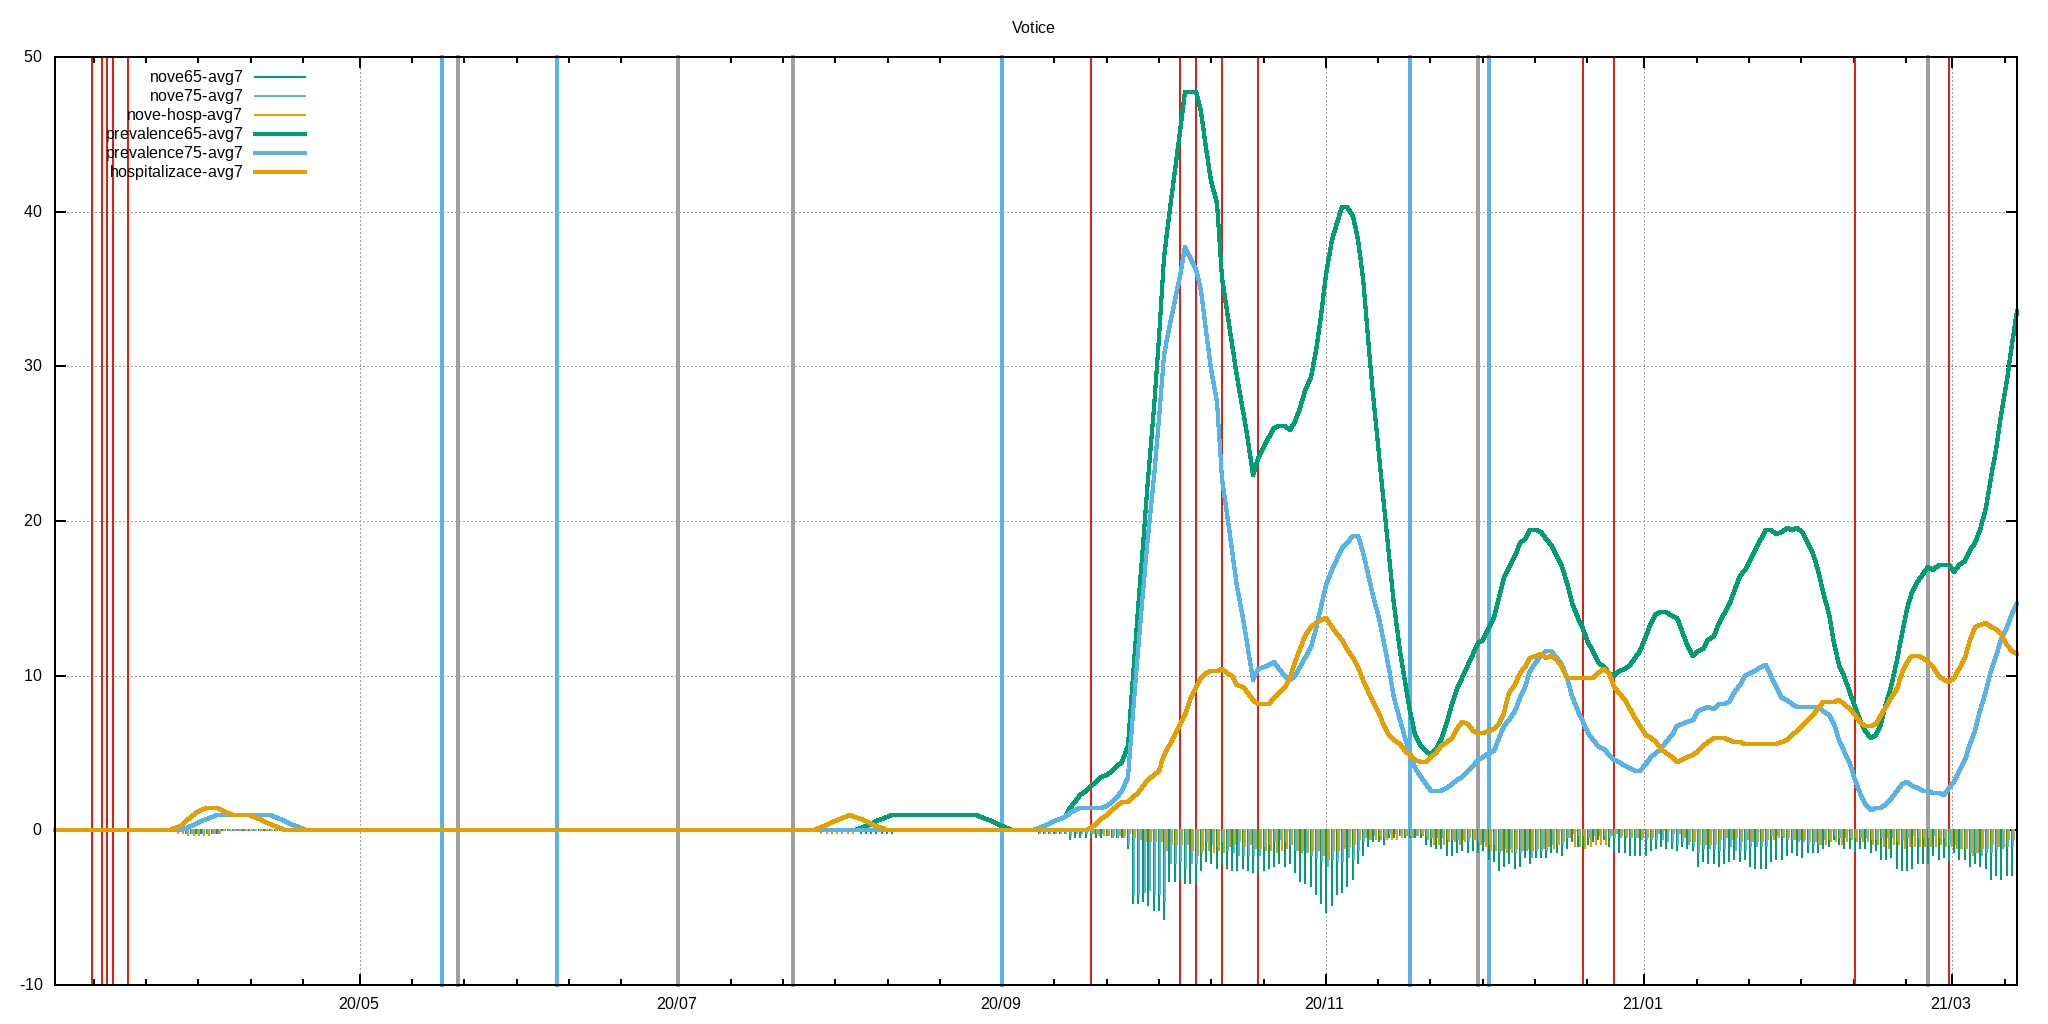 Votice
50
nove65-avg7
nove75-avg7
nove-hosp-avg7
prevalence65-avg7
prevalence75-avg7
hospitalizace-avg7
40
30
20
10
0
-10
20/05
20/07
20/09
20/11
21/01
21/03